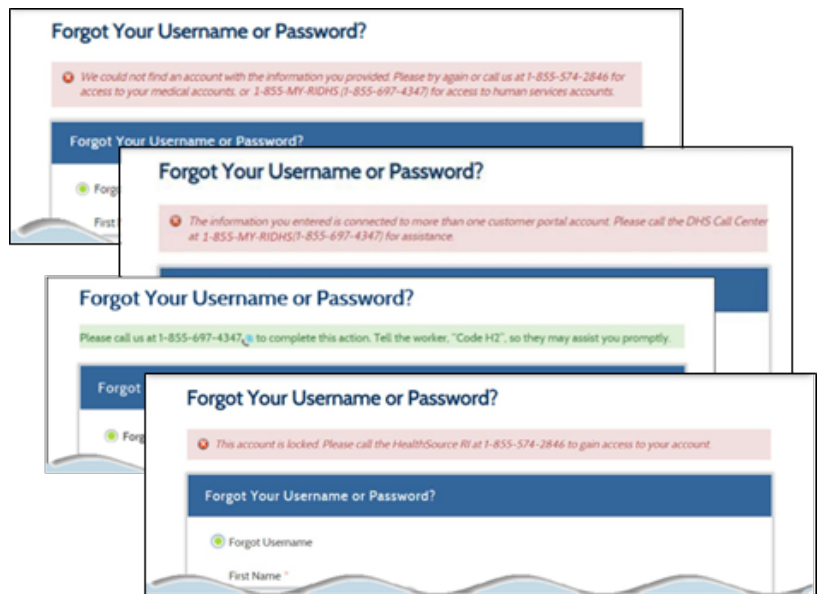 Forgot Your Username or Password?
We could not find an account with the information you provided. Please try again or call us at 1-855-574-2846 for
access to your medical accounts, or 1-855-MY-RIDHS (1-855-697-4347) for access to human services accounts.
Forgot Your Username or Password?
Forg
First
Forgot Your Username or Password?
The information you entered is connected to more than one customer portal account. Please call the DHS Call Center
at 1-855-MY-RIDHS(1-855-697-4347) for assistance.
Forgot Your Username or Password?
Please call us at 1-855-697-4347 to complete this action. Tell the worker, "Code H2", so they may assist you promptly.
Forgot
Forg
Forgot Your Username or Password?
This account is locked. Please call the HealthSource RI at 1-855-574-2846 to gain access to your account.
Forgot Your Username or Password?
Forgot Username
First Name *